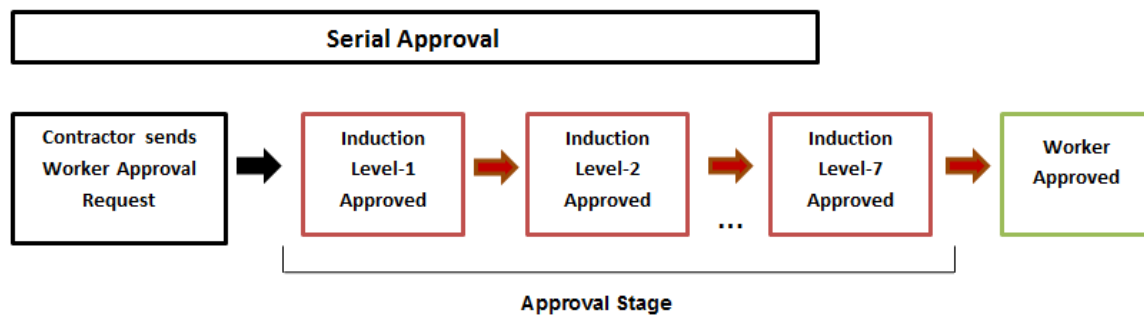 Serial Approval
Contractor sends
Worker Approval
Request
Induction
Level-1
Approved
Induction
Level-2
Approved
...
Induction
Level-7
Approved
Worker
Approved
Approval Stage